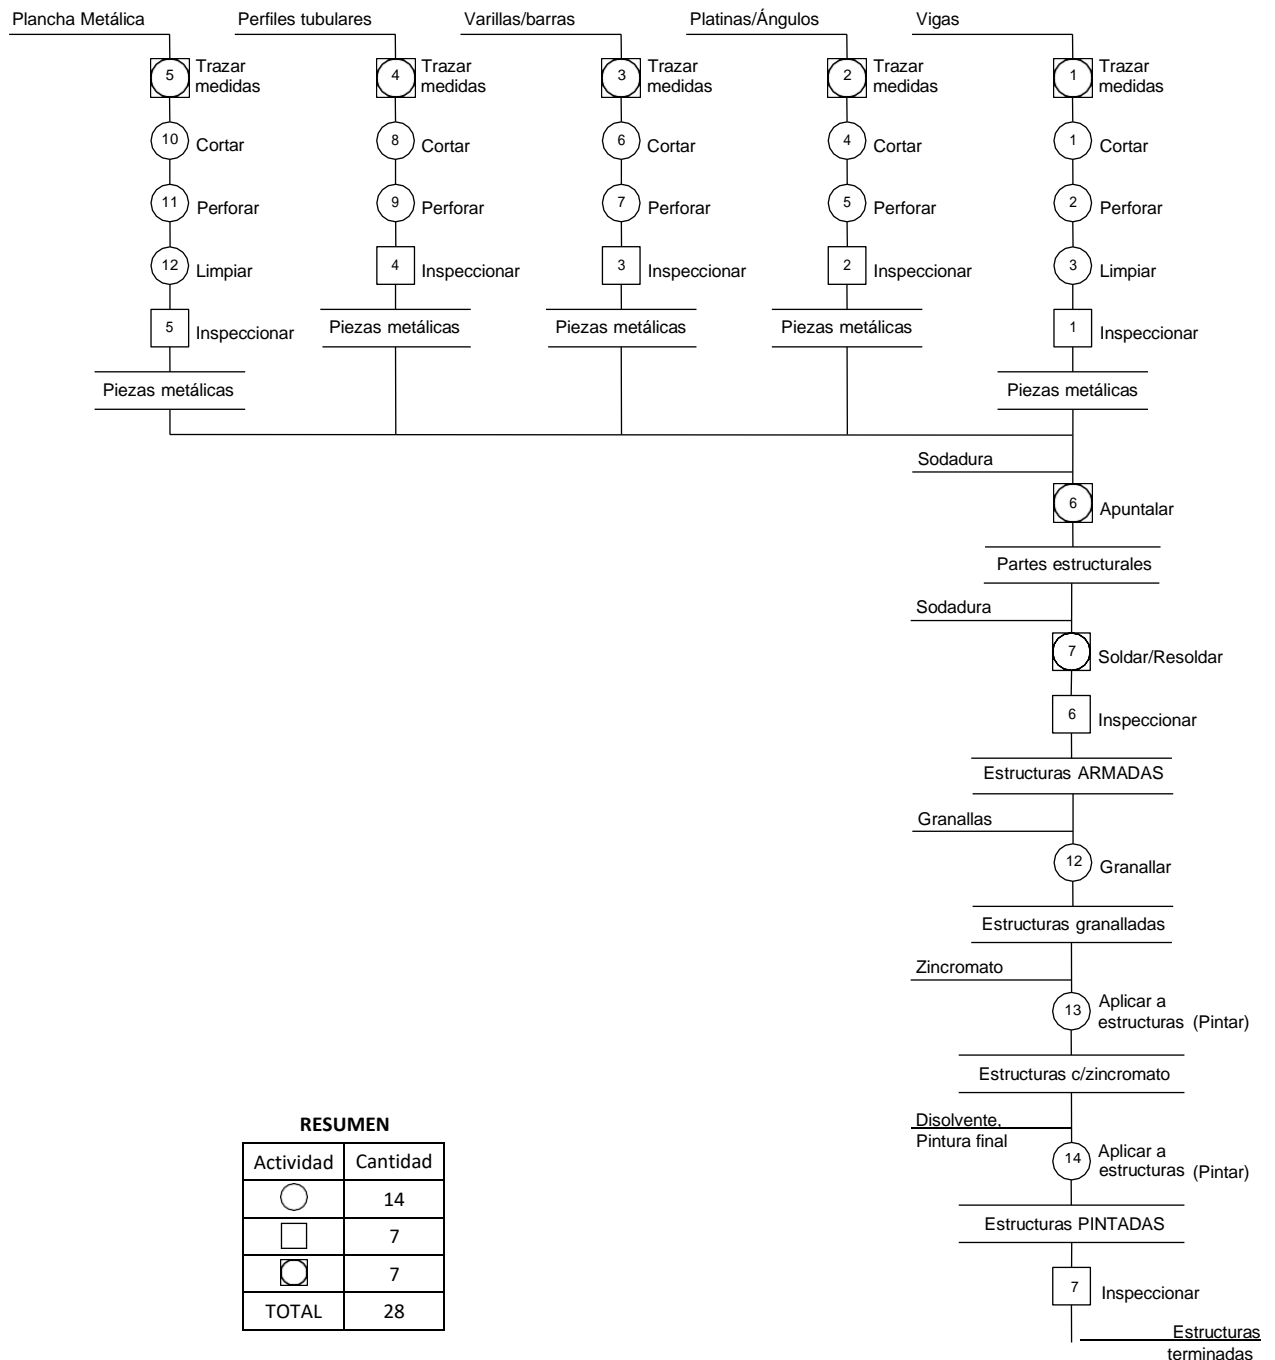 Plancha Metálica
Perfiles tubulares
Varillas/barras
Platinas/Ángulos
Vigas
5 Trazar
medidas
4 Trazar
medidas
3 Trazar
medidas
2 Trazar
medidas
1 Trazar
medidas
10 Cortar
8 Cortar
6 Cortar
4 Cortar
1 Cortar
11 Perforar
9 Perforar
7 Perforar
5 Perforar
2 Perforar
12 Limpiar
4 Inspeccionar
3 Inspeccionar
2 Inspeccionar
3 Limpiar
5 Inspeccionar
Piezas metálicas
Piezas metálicas
Piezas metálicas
1 Inspeccionar
Piezas metálicas
Piezas metálicas
Sodadura
6 Apuntalar
Partes estructurales
Sodadura
7 Soldar/Resoldar
6 Inspeccionar
Estructuras ARMADAS
Granallas
12 Granallar
Estructuras granalladas
Zincromato
13 Aplicar a
estructuras (Pintar)
Estructuras c/zincromato
Disolvente,
Pintura final
14 Aplicar a
estructuras (Pintar)
Estructuras PINTADAS
7 Inspeccionar
Estructuras
terminadas
RESUMEN
Actividad Cantidad
14
7
7
TOTAL 28